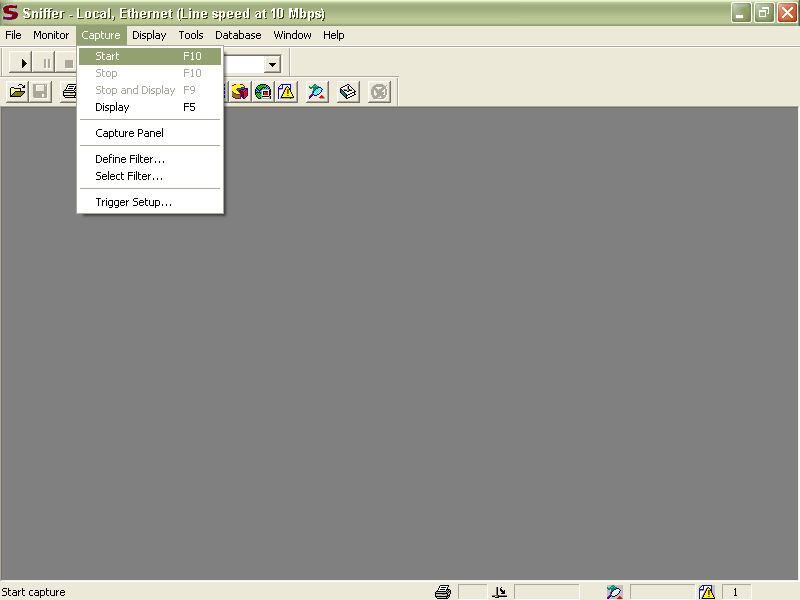 Sniffer - Local, Ethernet (Line speed at 10 Mbps)
File Monitor Capture Display Tools Database Window Help
Start F10
Stop F10
Stop and Display F9
Display F5
Capture Panel
Define Filter...
Select Filter...
Trigger Setup...
Start capture 1